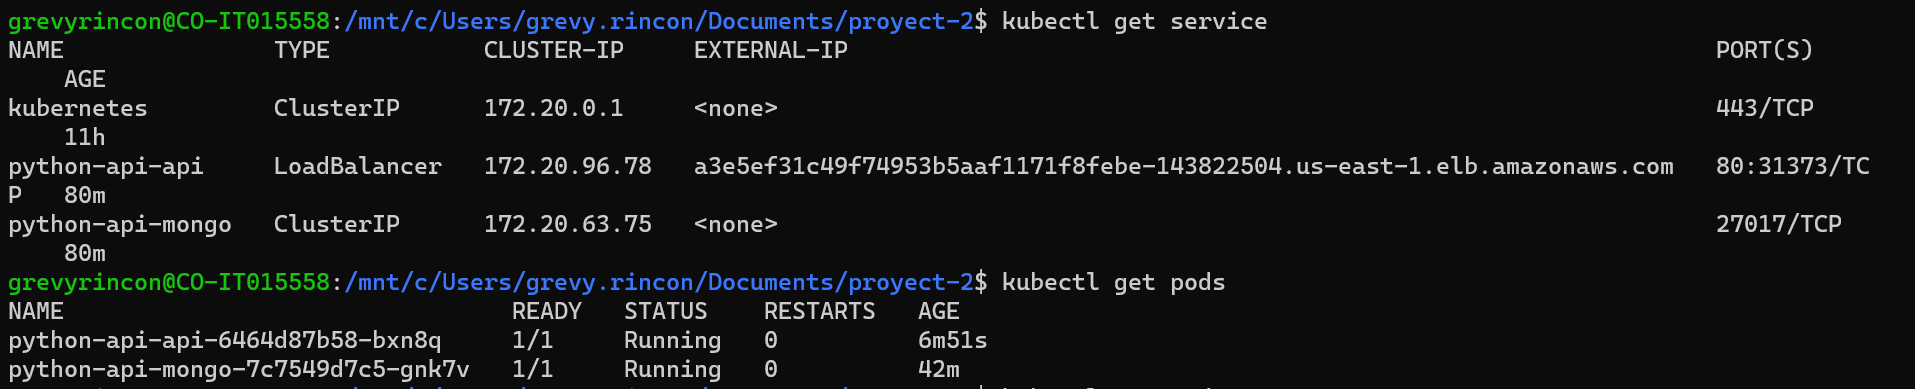 grevyrincon@CO-IT015558:/mnt/c/Users/grevy.rincon/Documents/proyect-2$ kubectl get service
NAME TYPE CLUSTER-IP EXTERNAL-IP PORT(S)
AGE
kubernetes ClusterIP 172.20.0.1 <none> 443/TCP
11h
python-api-api LoadBalancer 172.20.96.78 a3e5ef31c49f74953b5aaf1171f8febe-143822504.us-east-1.elb.amazonaws.com 80:31373/TC
P 80m
python-api-mongo ClusterIP 172.20.63.75 <none> 27017/TCP
80m
grevyrincon@CO-IT015558:/mnt/c/Users/grevy.rincon/Documents/proyect-2$ kubectl get pods
NAME READY STATUS RESTARTS AGE
python-api-api-6464d87b58-bxn8q 1/1 Running 0 6m51s
python-api-mongo-7c7549d7c5-gnk7v 1/1 Running 0 42m